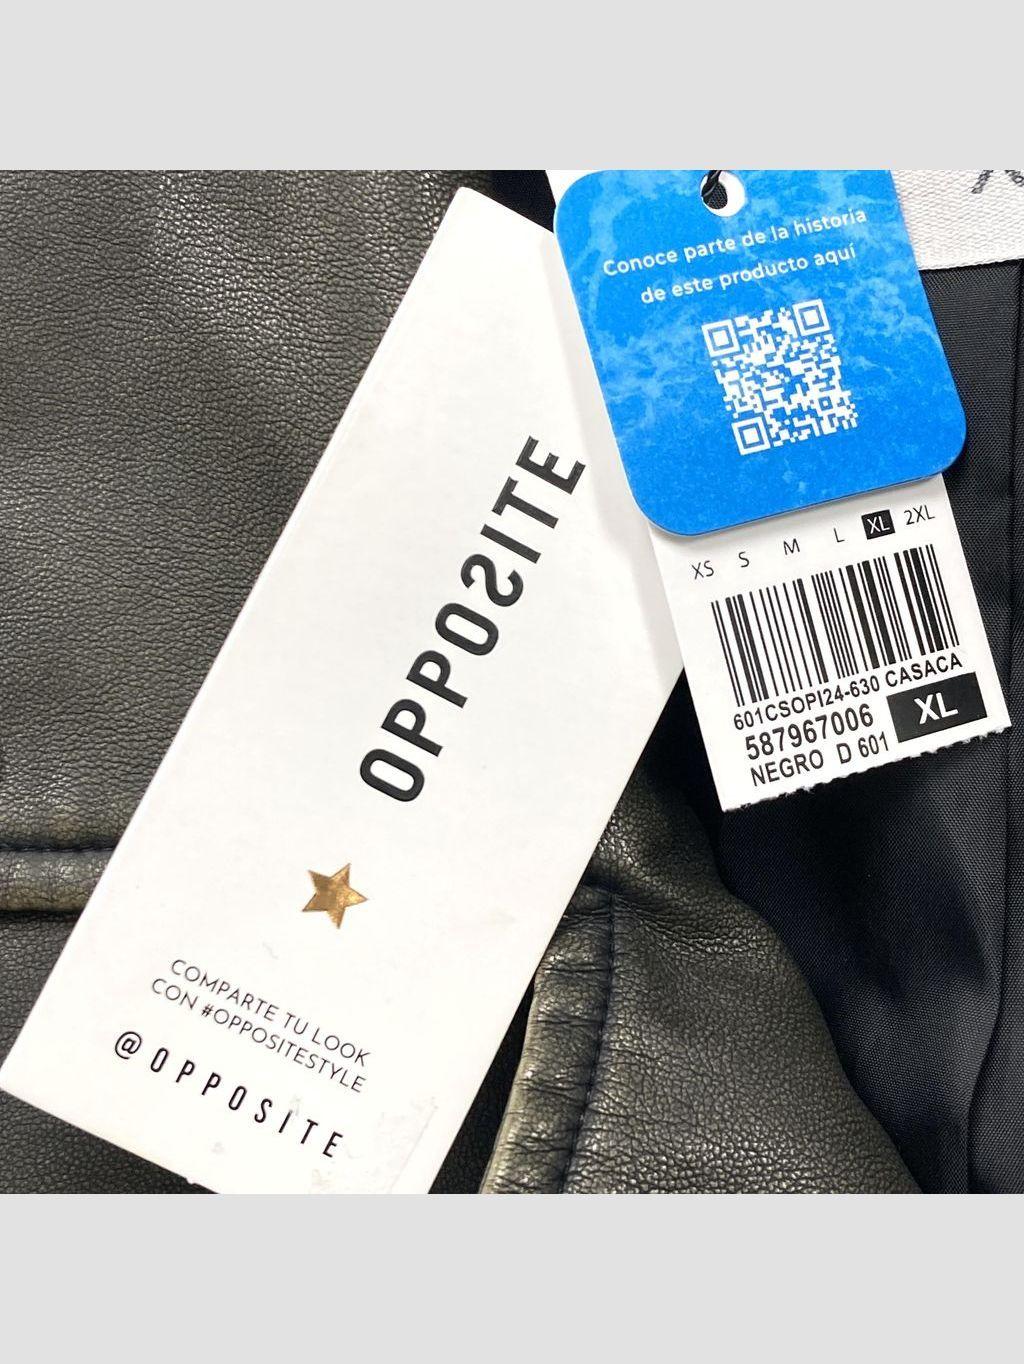 OPPOSITE
COMPARTE TU LOOK
CON #OPPOSITESTYLE
@OPPOSITE
Conoce parte de la historia
de este producto aquí
XS S M L XL 2XL
601CSOPI24-630 CASACA
587967006
XL
NEGRO D 601